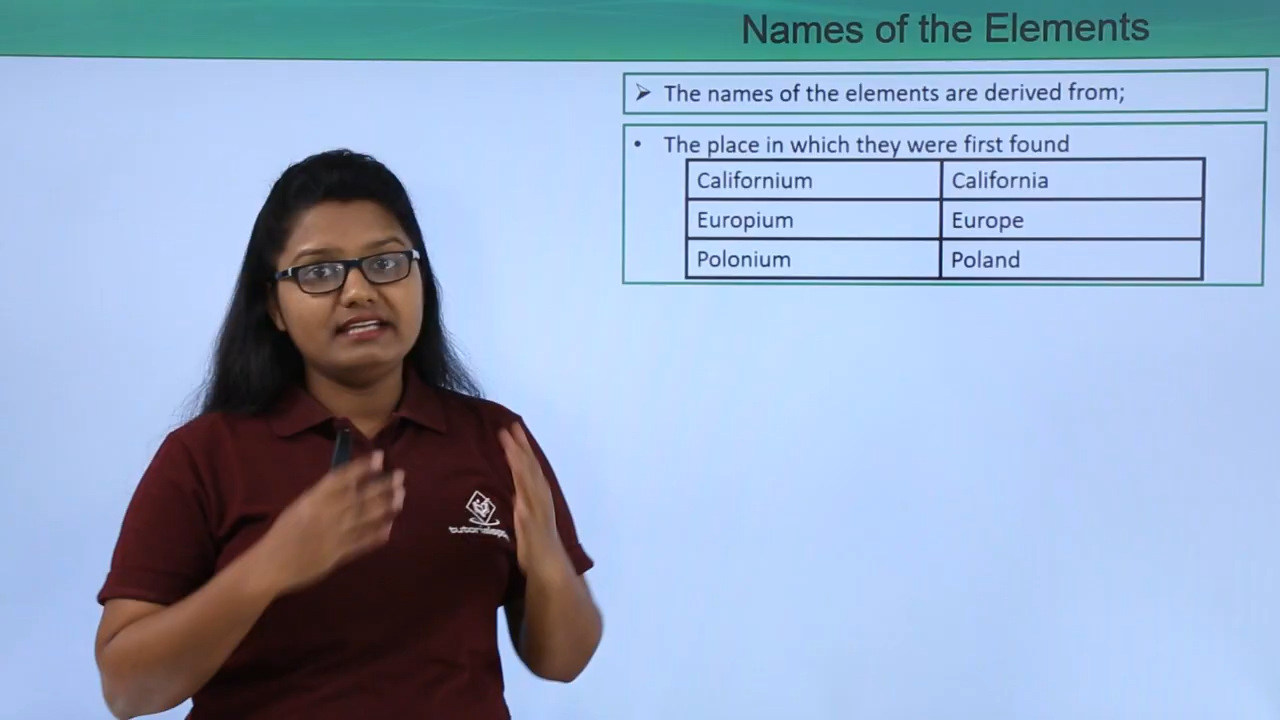 Names of the Elements
➢ The names of the elements are derived from;
• The place in which they were first found
Californium California
Europium Europe
Polonium Poland